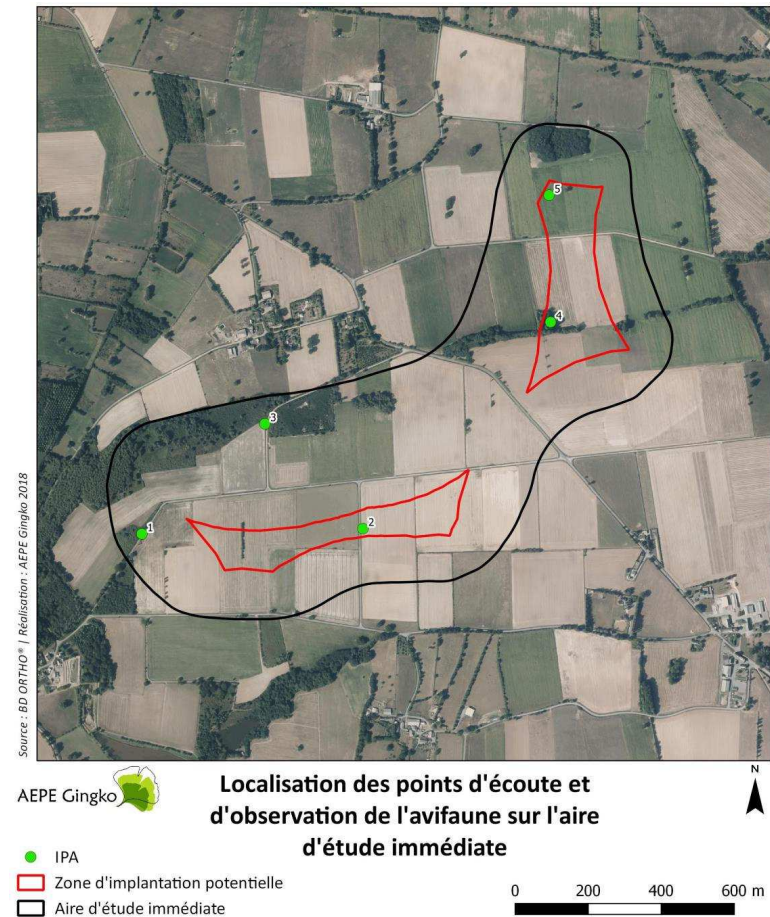 5
4
3
2
1
Source : BD ORTHO® | Réalisation : AEPE Gingko 2018
AEPE Gingko
Localisation des points d'écoute et
d'observation de l'avifaune sur l'aire
d'étude immédiate
N
IPA
Zone d'implantation potentielle
Aire d'étude immédiate
0 200 400 600 m